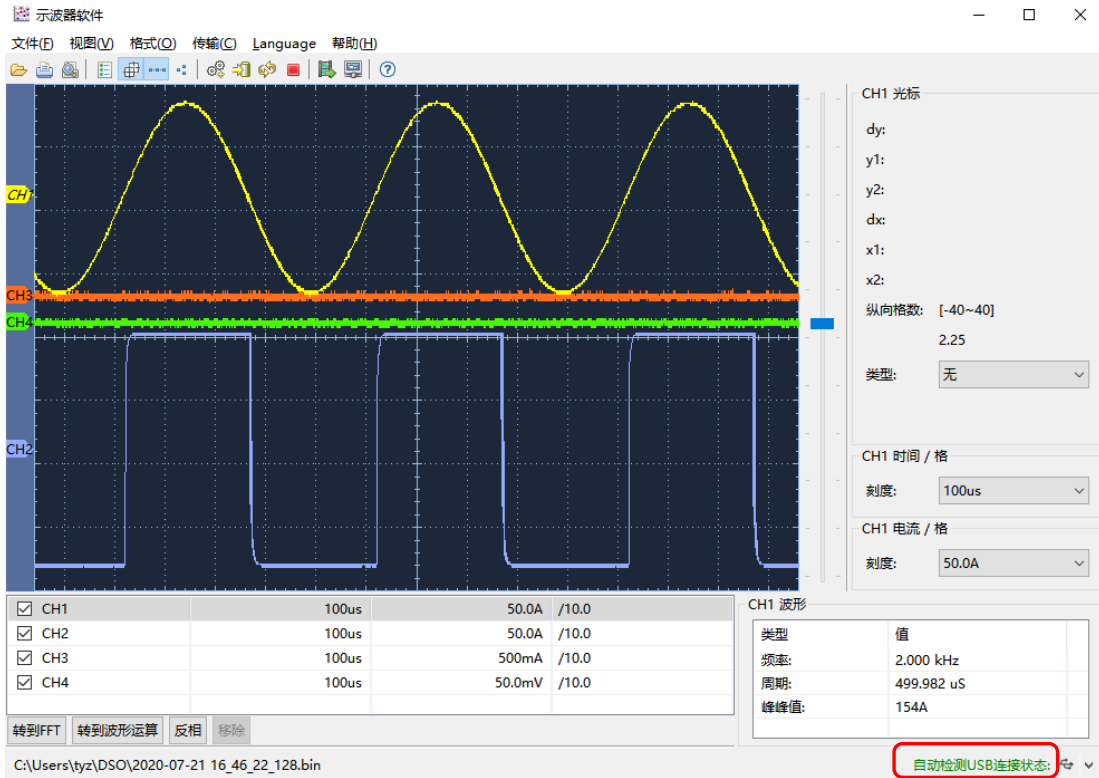 示波器软件
文件(F) 视图(V) 格式(O) 传输(C) Language 帮助(H)
CH1
CH3
CH4
CH2
CH1 光标
dy:
y1:
y2:
dx:
x1:
x2:
纵向格数: [-40~40]
2.25
类型: 无
CH1 时间 / 格
刻度: 100us
CH1 电流 / 格
刻度: 50.0A
CH1 100us 50.0A /10.0
CH2 100us 50.0A /10.0
CH3 100us 500mA /10.0
CH4 100us 50.0mV /10.0
CH1 波形
类型 值
频率: 2.000 kHz
周期: 499.982 uS
峰峰值: 154A
转到FFT 转到波形运算 反相 移除
C:\Users\tyz\DSO\2020-07-21 16_46_22_128.bin
自动检测USB连接状态: